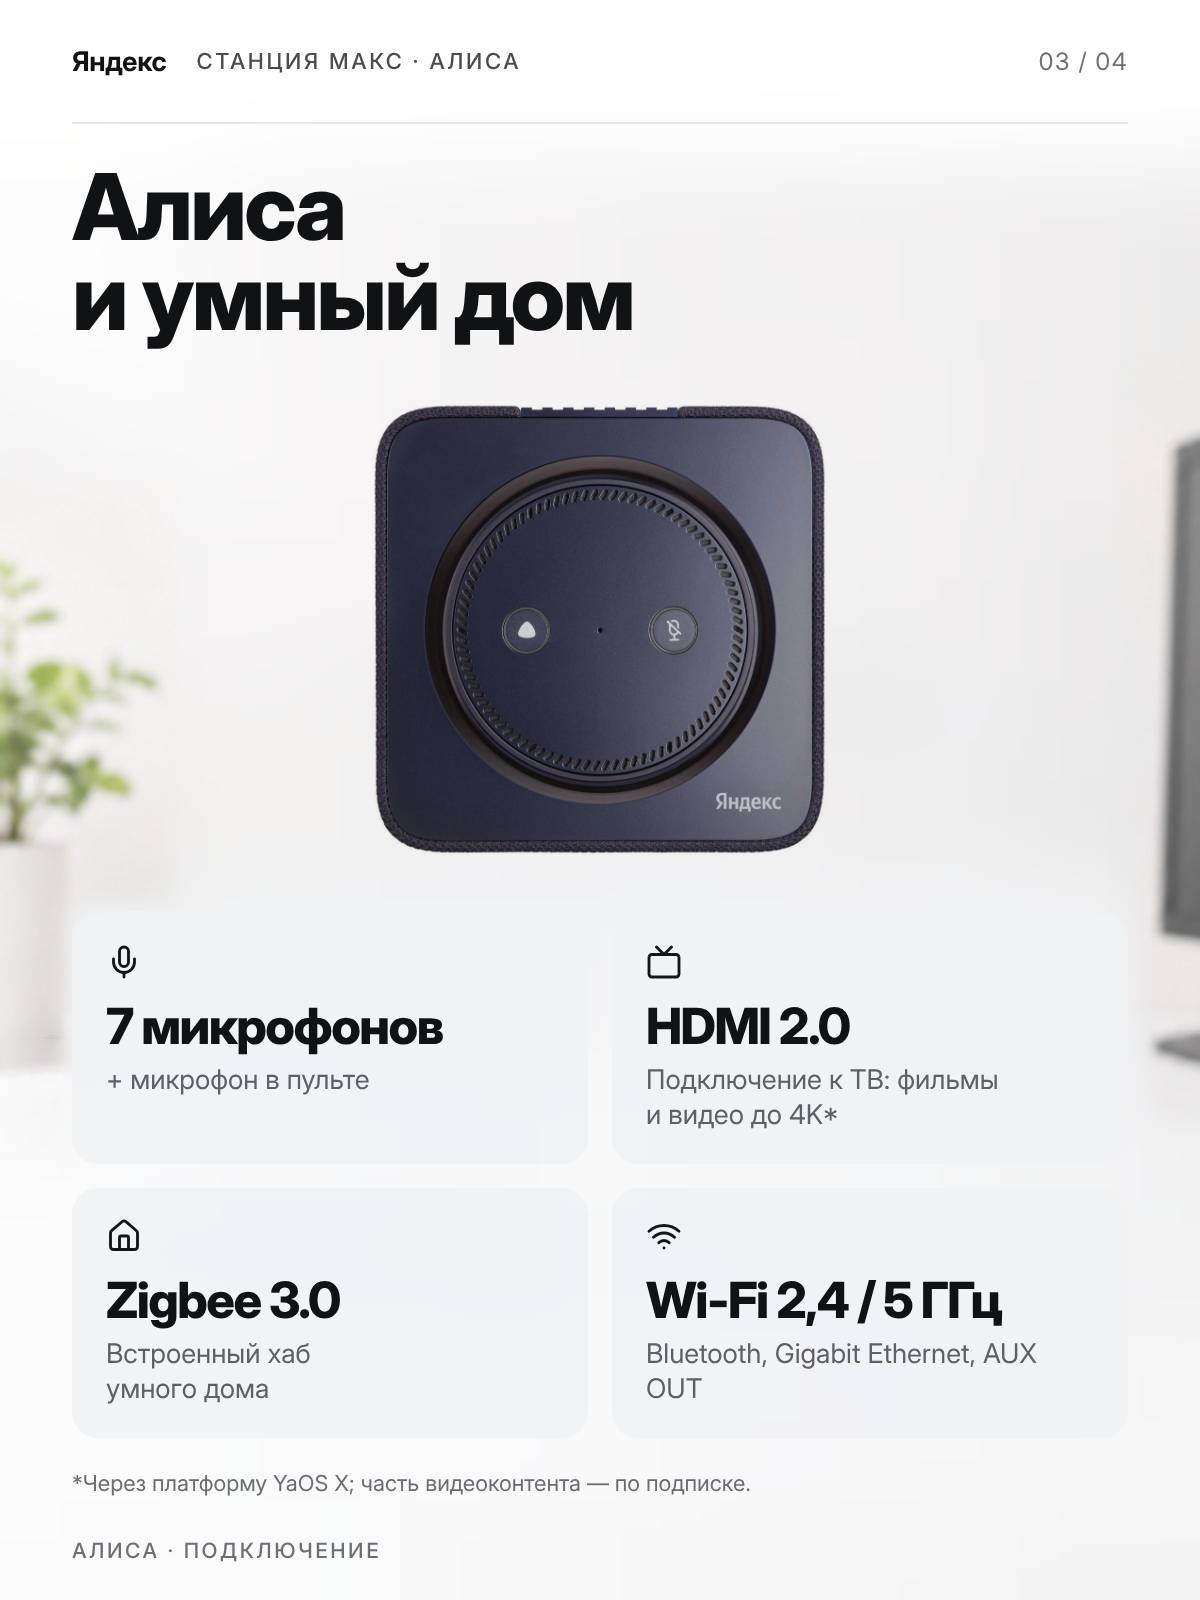 Яндекс СТАНЦИЯ МАКС · АЛИСА 03 / 04
Алиса
и умный дом
Яндекс
7 микрофонов
+ микрофон в пульте
HDMI 2.0
Подключение к ТВ: фильмы
и видео до 4K*
Zigbee 3.0
Встроенный хаб
умного дома
Wi-Fi 2,4 / 5 ГГц
Bluetooth, Gigabit Ethernet, AUX
OUT
*Через платформу YaOS X; часть видеоконтента — по подписке.
АЛИСА · ПОДКЛЮЧЕНИЕ